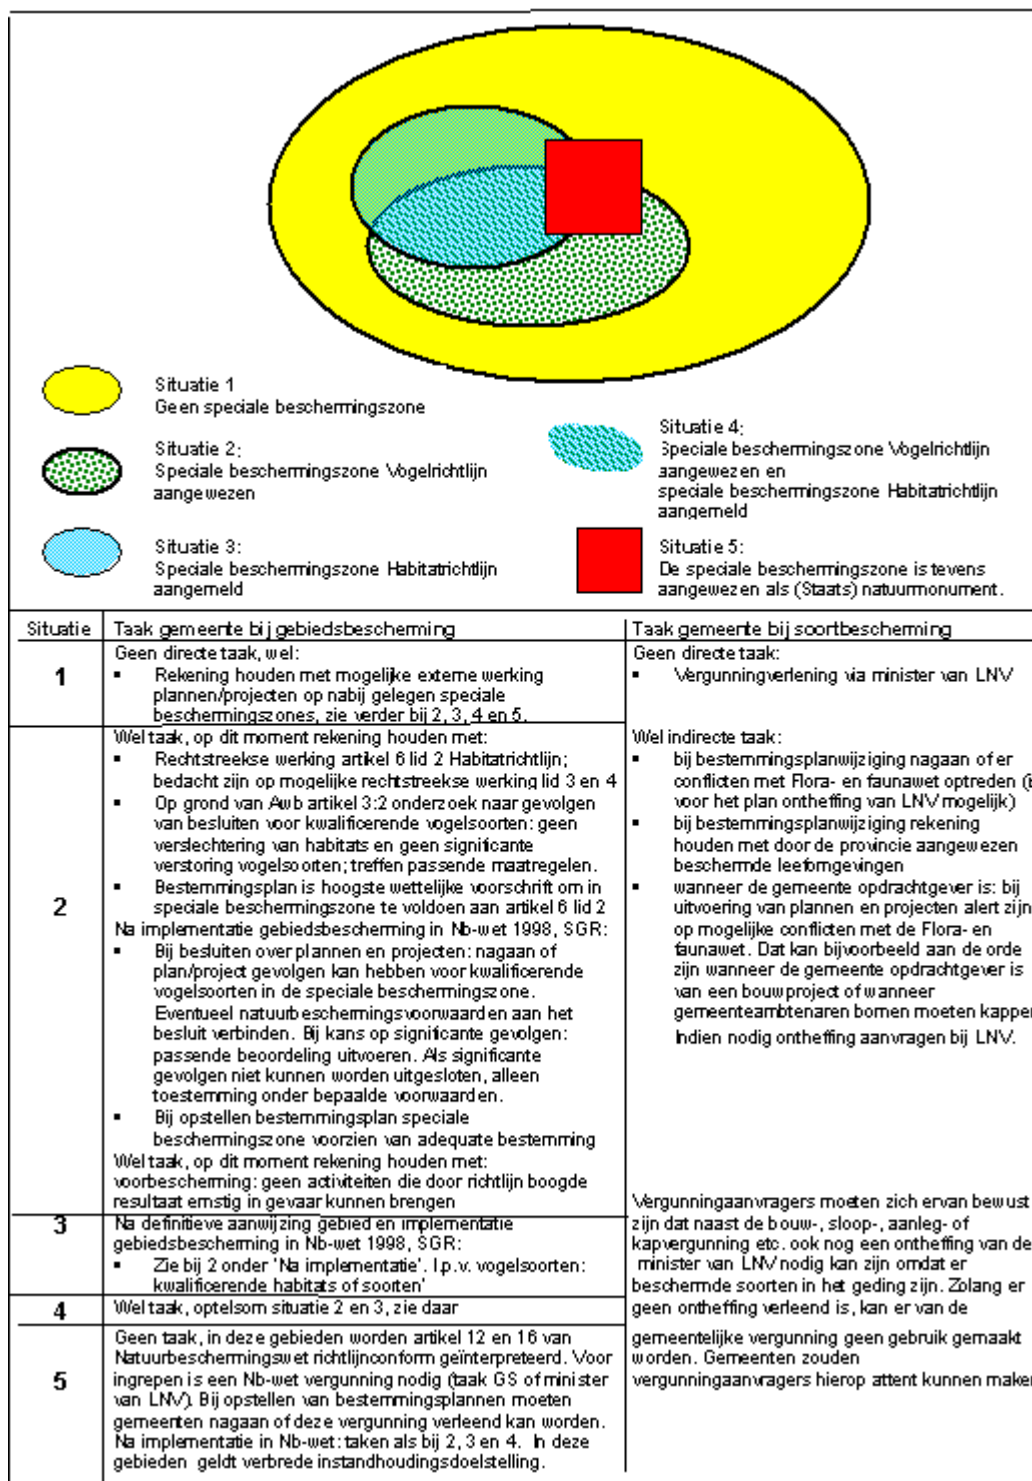 Situatie 1
Geen speciale beschermingszone
Situatie 2:
Speciale beschermingszone Vogelrichtlijn
aangewezen
Situatie 3:
Speciale beschermingszone Habitatrichtlijn
aangemeld
Situatie 4:
Speciale beschermingszone Vogelrichtlijn
aangewezen en
speciale beschermingszone Habitatrichtlijn
aangemeld
Situatie 5:
De speciale beschermingszone is tevens
aangewezen als (Staats) natuurmonument.
Situatie
Taak gemeente bij gebiedsbescherming
Taak gemeente bij soortbescherming
1
Geen directe taak, wel:
▪ Rekening houden met mogelijke externe werking
plannen/projecten op nabij gelegen speciale
beschermingszones, zie verder bij 2, 3, 4 en 5.
Geen directe taak:
▪ Vergunningverlening via minister van LNV
2
Wel taak, op dit moment rekening houden met:
▪ Rechtstreekse werking artikel 6 lid 2 Habitatrichtlijn;
bedacht zijn op mogelijke rechtstreekse werking lid 3 en 4
▪ Op grond van Awb artikel 3:2 onderzoek naar gevolgen
van besluiten voor kwalificerende vogelsoorten: geen
verslechtering van habitats en geen significante
verstoring vogelsoorten; treffen passende maatregelen.
▪ Bestemmingsplan is hoogste wettelijke voorschrift om in
speciale beschermingszone te voldoen aan artikel 6 lid 2
Na implementatie gebiedsbescherming in Nb-wet 1998, SGR:
▪ Bij besluiten over plannen en projecten: nagaan of
plan/project gevolgen kan hebben voor kwalificerende
vogelsoorten in de speciale beschermingszone.
Eventueel natuurbeschermingsvoorwaarden aan het
besluit verbinden. Bij kans op significante gevolgen:
passende beoordeling uitvoeren. Als significante
gevolgen niet kunnen worden uitgesloten, alleen
toestemming onder bepaalde voorwaarden.
▪ Bij opstellen bestemmingsplan speciale
beschermingszone voorzien van adequate bestemming
Wel indirecte taak:
▪ bij bestemmingsplanwijziging nagaan of er
conflicten met Flora- en faunawet optreden (
voor het plan ontheffing van LNV mogelijk)
▪ bij bestemmingsplanwijziging rekening
houden met door de provincie aangewezen
beschermde leefomgevingen
▪ wanneer de gemeente opdrachtgever is: bij
uitvoering van plannen en projecten alert zijn
op mogelijke conflicten met de Flora- en
faunawet. Dat kan bijvoorbeeld aan de orde
zijn wanneer de gemeente opdrachtgever is
van een bouwproject of wanneer
gemeenteambtenaren bomen moeten kappen
Indien nodig ontheffing aanvragen bij LNV.
3
Wel taak, op dit moment rekening houden met:
voorbescherming: geen activiteiten die door richtlijn boogde
resultaat ernstig in gevaar kunnen brengen
Na definitieve aanwijzing gebied en implementatie
gebiedsbescherming in Nb-wet 1998, SGR:
▪ Zie bij 2 onder 'Na implementatie'. I.p.v. vogelsoorten:
kwalificerende habitats of soorten'
4
Wel taak, optelsom situatie 2 en 3, zie daar
Vergunningaanvragers moeten zich ervan bewust
zijn dat naast de bouw-, sloop-, aanleg- of
kapvergunning etc. ook nog een ontheffing van de
minister van LNV nodig kan zijn omdat er
beschermde soorten in het geding zijn. Zolang er
geen ontheffing verleend is, kan er van de
gemeentelijke vergunning geen gebruik gemaakt
worden. Gemeenten zouden
vergunningaanvragers hierop attent kunnen maken
5
Geen taak, in deze gebieden worden artikel 12 en 16 van
Natuurbeschermingswet richtlijnconform geïnterpreteerd. Voor
ingrepen is een Nb-wet vergunning nodig (taak GS of minister
van LNV). Bij opstellen van bestemmingsplannen moeten
gemeenten nagaan of deze vergunning verleend kan worden.
Na implementatie in Nb-wet: taken als bij 2, 3 en 4. In deze
gebieden geldt verbrede instandhoudingsdoelstelling.